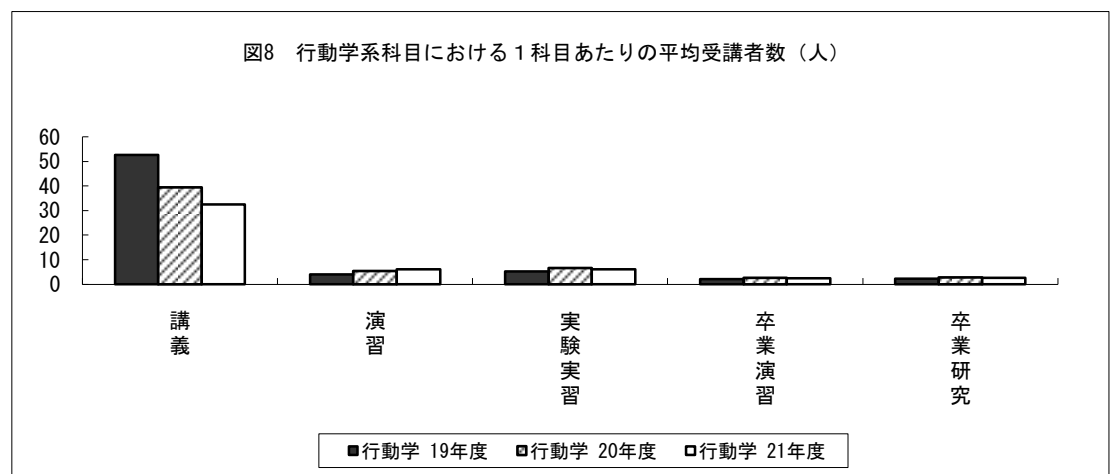 図8　行動学系科目における１科目あたりの平均受講者数（人）
60
50
40
30
20
10
0
講義
演習
実験実習
卒業演習
卒業研究
行動学 19年度
行動学 20年度
行動学 21年度